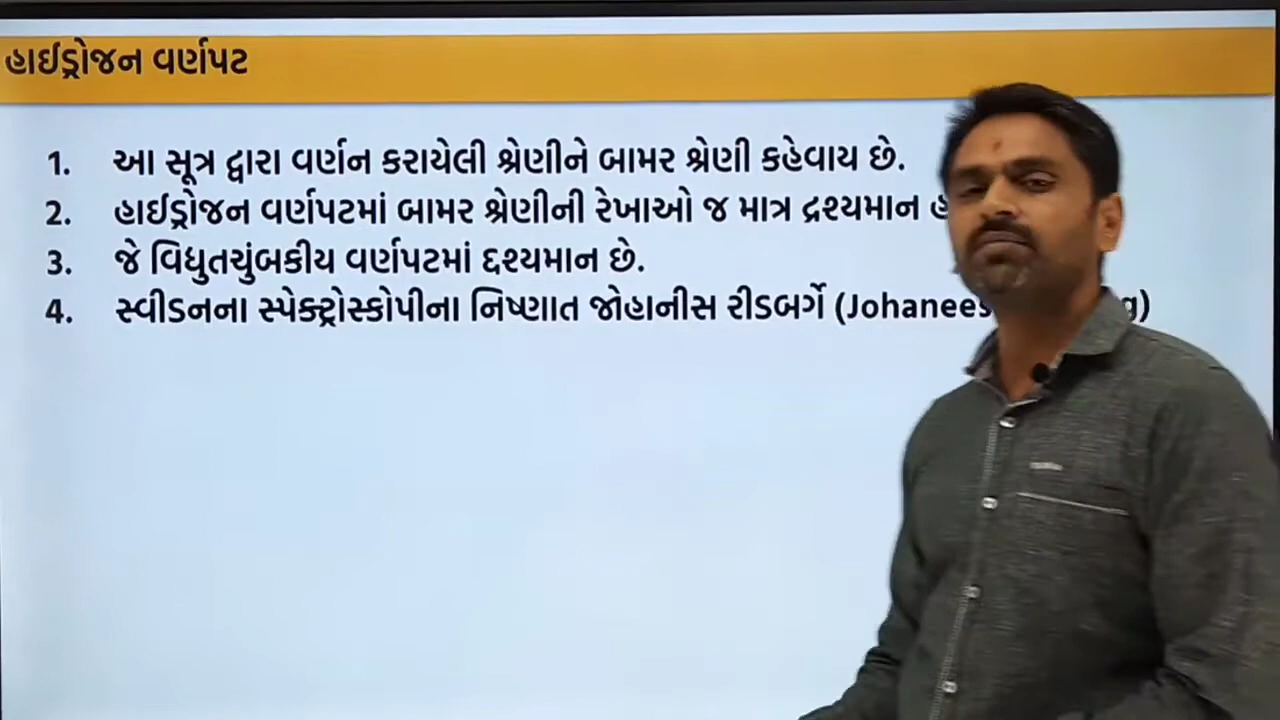 હાઈડ્રોજન વર્ણપટ
1. આ સૂત્ર દ્વારા વર્ણન કરાયેલી શ્રેણીને બામર શ્રેણી કહેવાય છે.
2. હાઈડ્રોજન વર્ણપટમાં બામર શ્રેણીની રેખાઓ જ માત્ર દ્રશ્યમાન
3. જે વિદ્યુતચુંબકીય વર્ણપટમાં દ્દશ્યમાન છે.
4. સ્વીડનના સ્પેક્ટ્રોસ્કોપીના નિષ્ણાત જોહાનીસ રીડબર્ગે